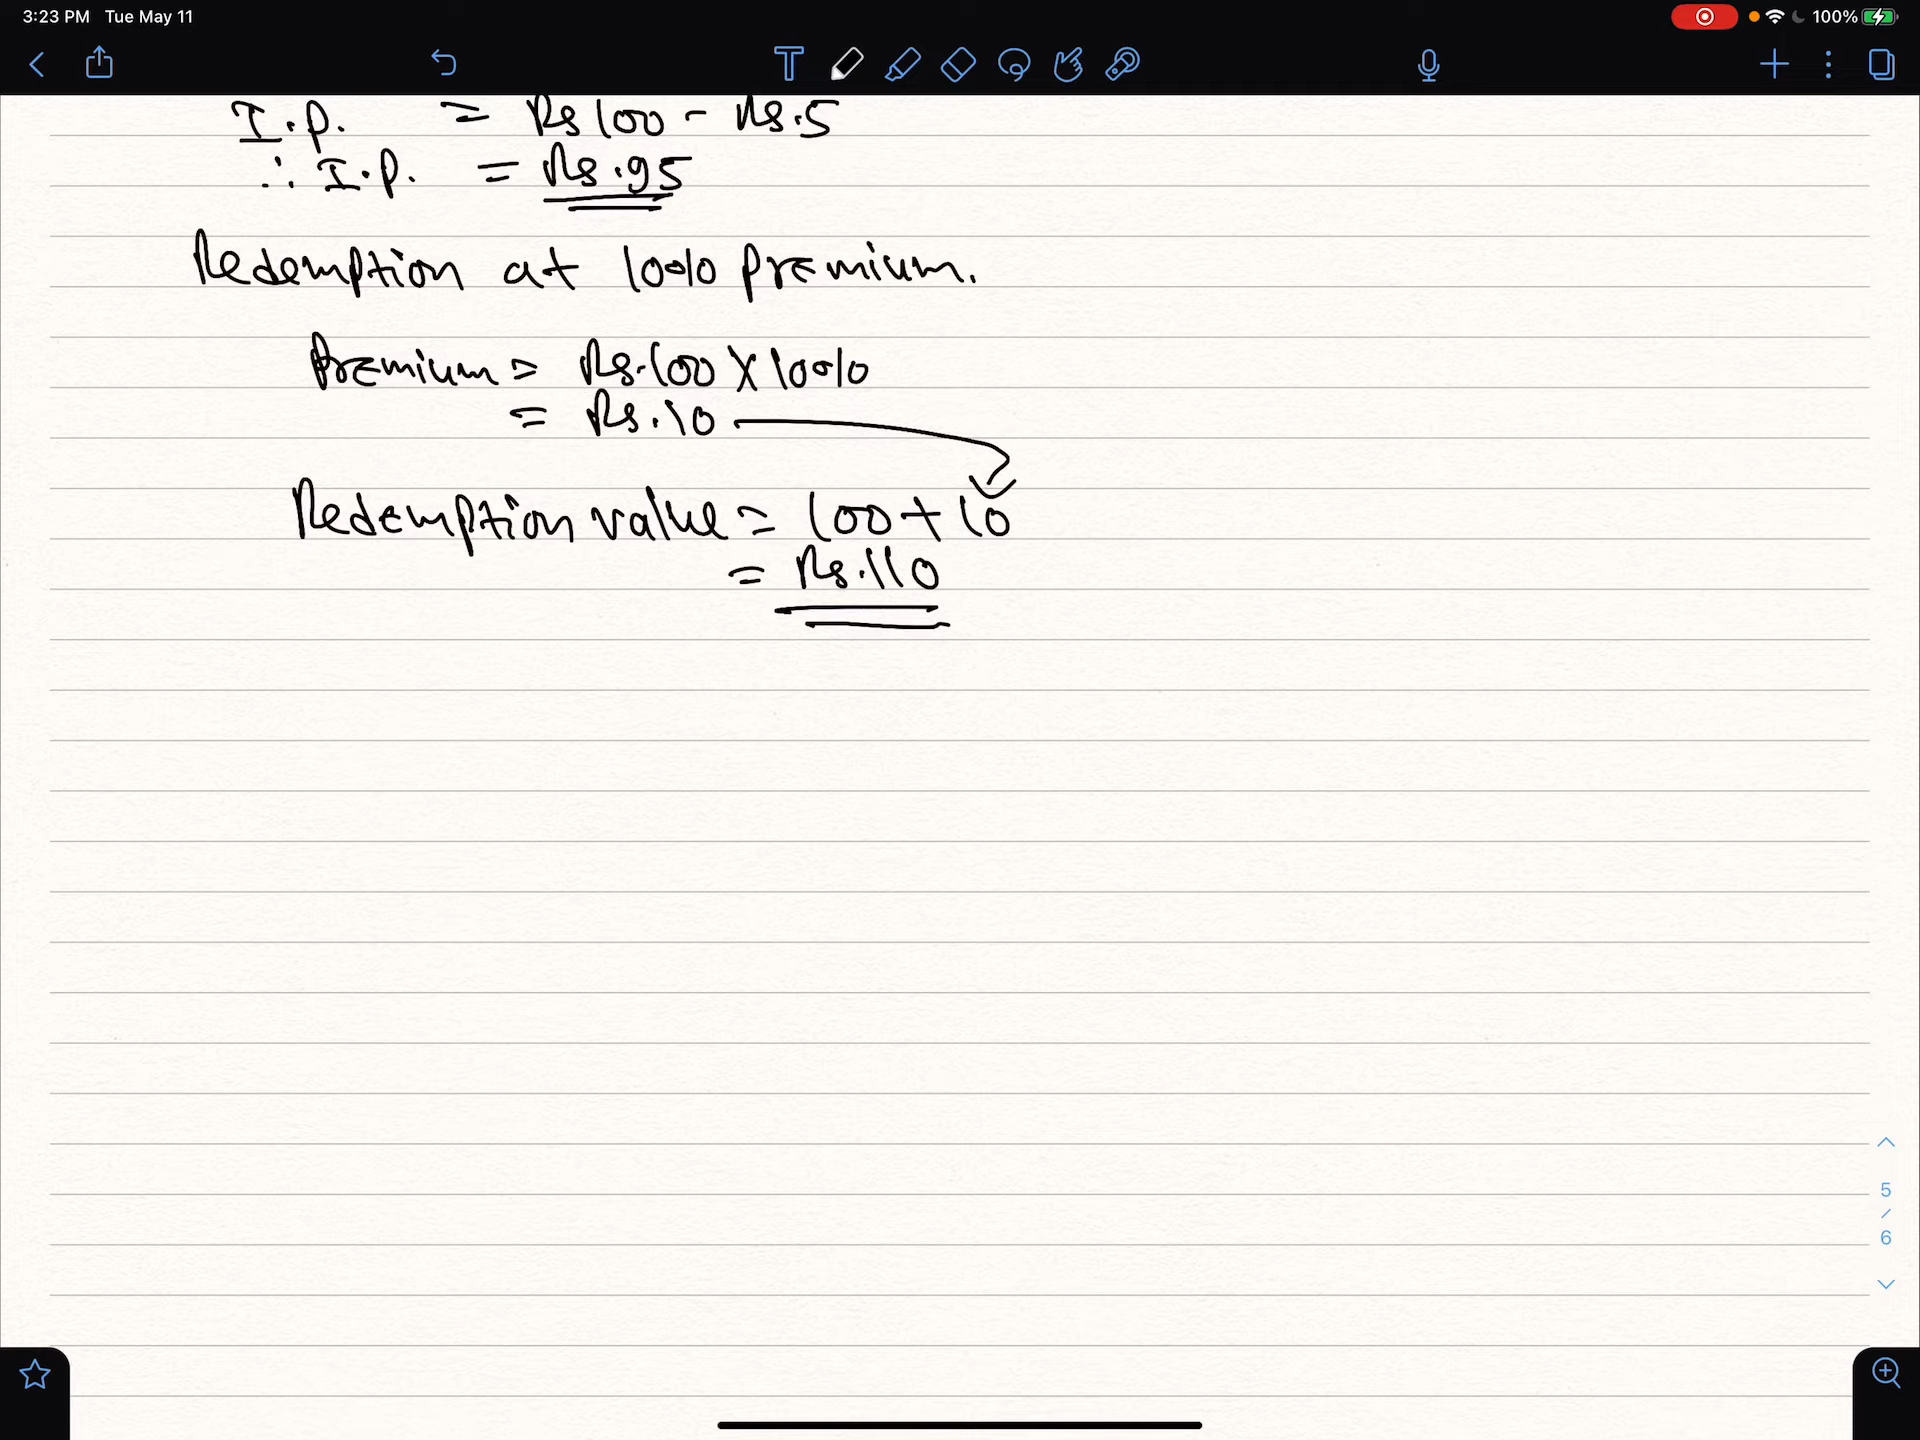 3:23 PM Tue May 11
100%
I.P. = Rs 100 - Rs.5
∴ I.P. = Rs.95
Redemption at 10% premium.
Premium = Rs.100 X 10%
= Rs.10
Redemption value = 100 + 10
= Rs.110
5
/
6